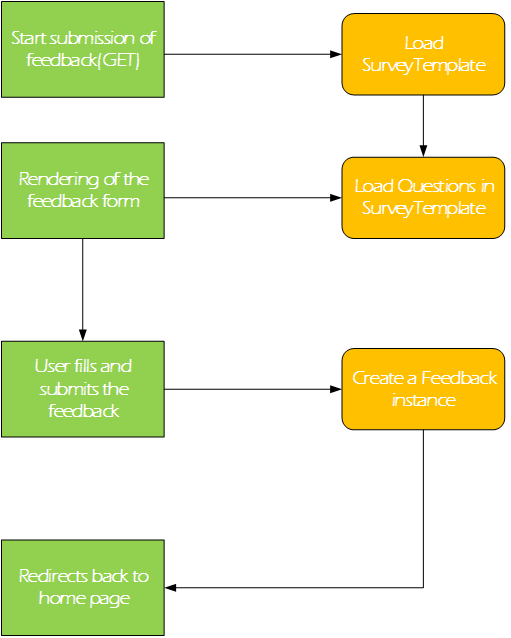 Start submission of
feedback(GET)
Load
SurveyTemplate
Rendering of the
feedback form
Load Questions in
SurveyTemplate
User fills and
submits the
feedback
Create a Feedback
instance
Redirects back to
home page